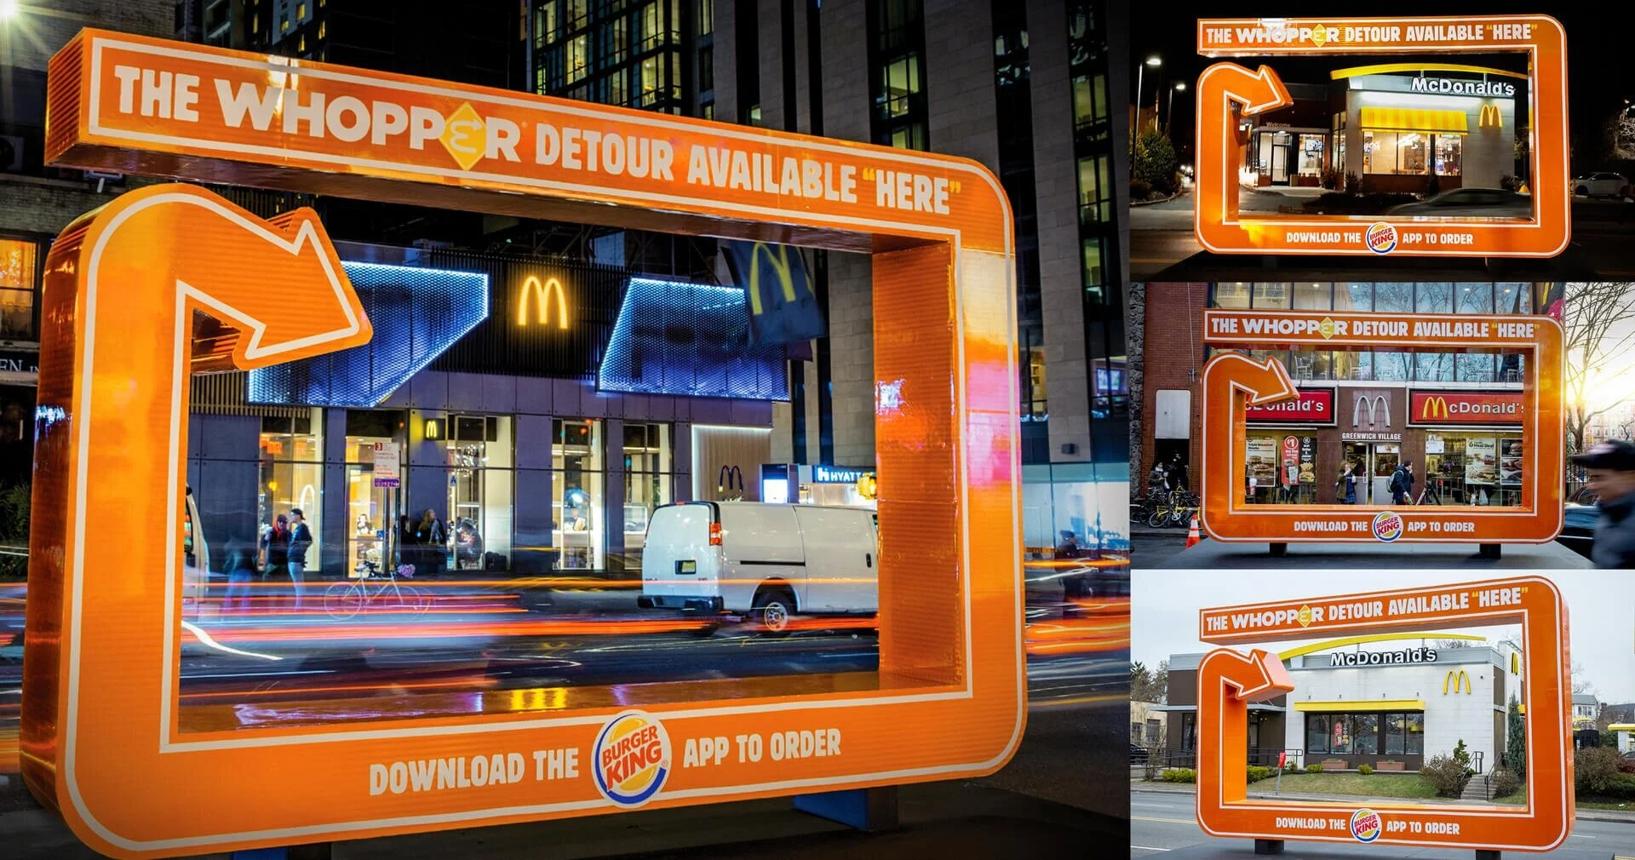 THE WHOPPER DETOUR AVAILABLE "HERE"
HYATT
DOWNLOAD THE BURGER KING APP TO ORDER
THE WHOPPER DETOUR AVAILABLE "HERE"
McDonald's
DOWNLOAD THE BURGER KING APP TO ORDER
THE WHOPPER DETOUR AVAILABLE "HERE"
McDonald's
GREENWICH VILLAGE
DOWNLOAD THE BURGER KING APP TO ORDER
THE WHOPPER DETOUR AVAILABLE "HERE"
McDonald's
DOWNLOAD THE BURGER KING APP TO ORDER